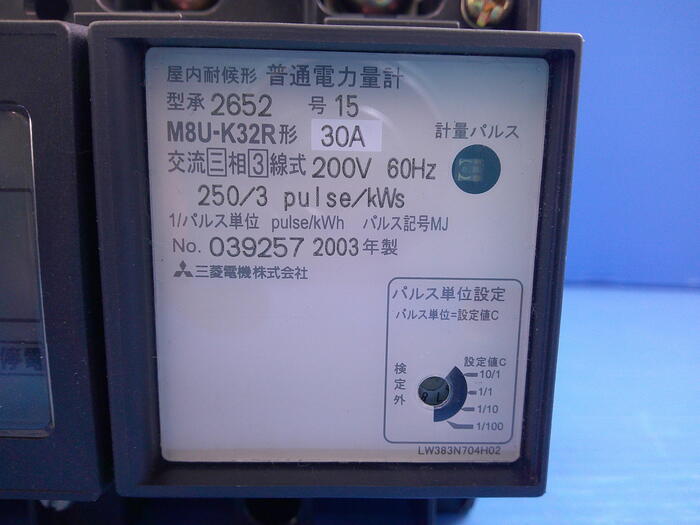 屋内耐候形 普通電力量計
型承 2652 号 15
M8U-K32R形 30A
計量パルス
交流三相3線式 200V 60Hz
250/3 pulse/kWs
1/パルス単位 pulse/kWh パルス記号MJ
No. 039257 2003 年製
三菱電機株式会社
パルス単位設定
パルス単位=設定値C
検定外
設定値C
10/1
1/1
1/10
1/100
LW383N704H02
停電